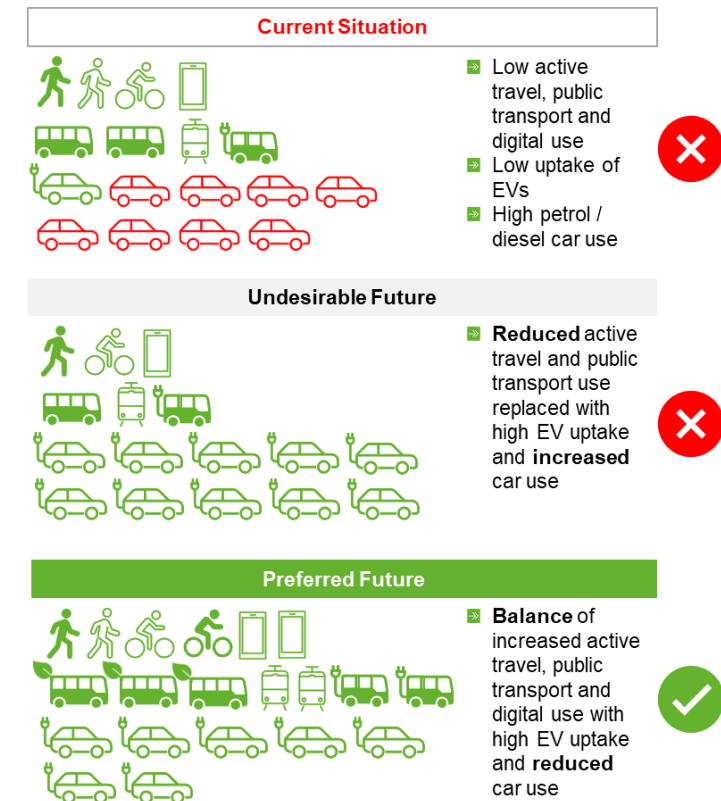 Current Situation
Low active
travel, public
transport and
digital use
Low uptake of
EVs
High petrol /
diesel car use
Undesirable Future
Reduced active
travel and public
transport use
replaced with
high EV uptake
and increased
car use
Preferred Future
Balance of
increased active
travel, public
transport and
digital use with
high EV uptake
and reduced
car use